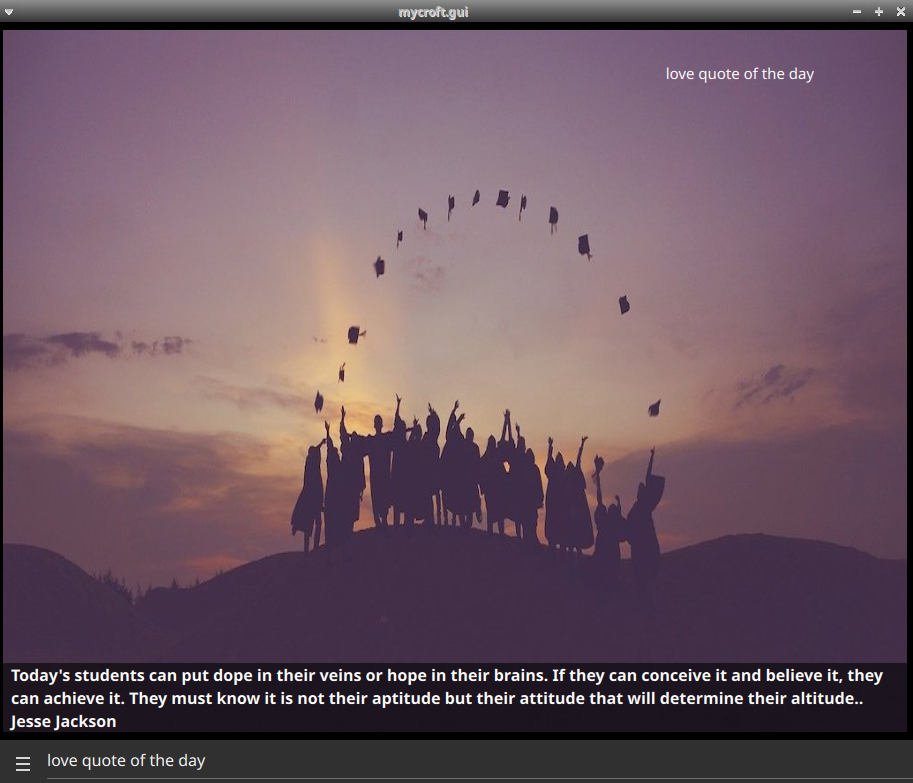 mycroft.gui
love quote of the day
Today's students can put dope in their veins or hope in their brains. If they can conceive it and believe it, they
can achieve it. They must know it is not their aptitude but their attitude that will determine their altitude..
Jesse Jackson
love quote of the day